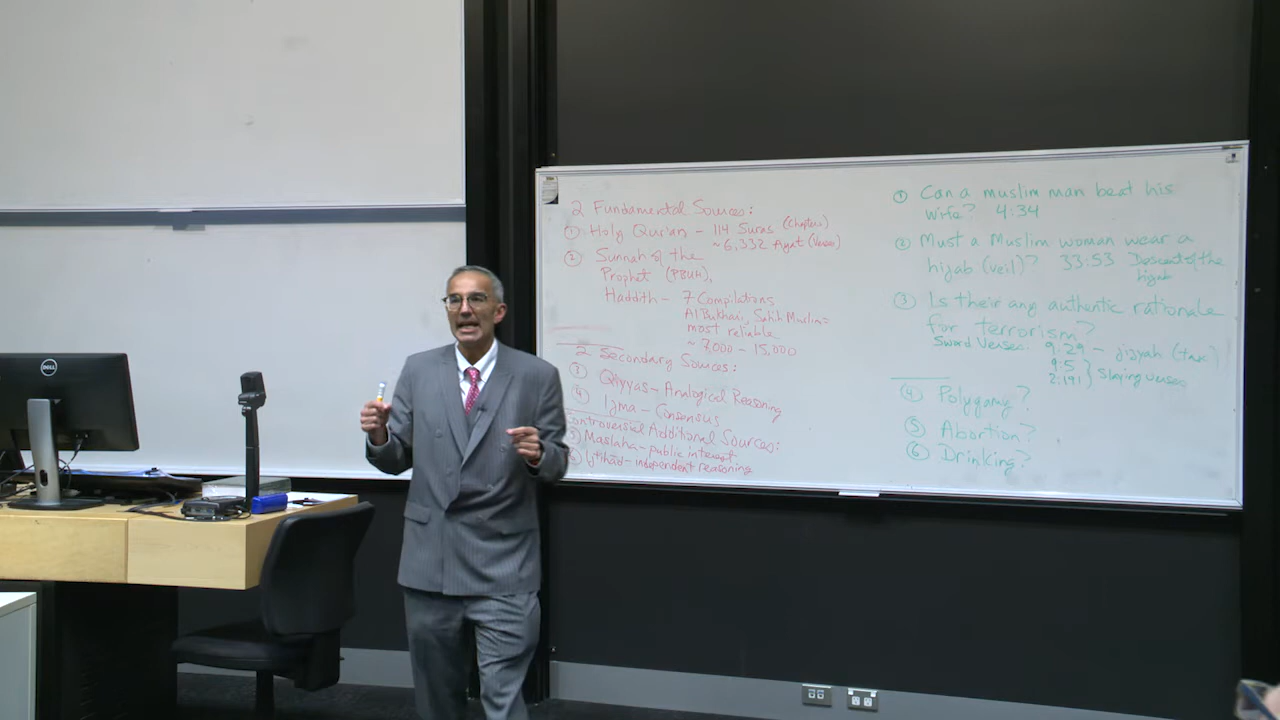 DELL
2 Fundamental Sources:
① Holy Qur'an - 114 Suras (Chapters)
~6,332 Ayat (Verses)
② Sunnah of the
Prophet (PBUH),
Haddith - 7 Compilations
Al Bukhari, Sahih Muslim =
most reliable
~ 7,000 - 15,000
2 Secondary Sources:
③ Qiyyas - Analogical Reasoning
④ Ijma - Consensus
Controversial Additional Sources:
Maslaha - public interest
Ijtihad - independent reasoning
① Can a muslim man beat his
wife? 4:34
② Must a Muslim woman wear a
hijab (veil)? 33:53 Descent of the
hijab
③ Is their any authentic rationale
for terrorism?
Sword Verses: 9:29 - jizyah (tax)
9:5
2:191 } Slaying verses
④ Polygamy?
⑤ Abortion?
⑥ Drinking?